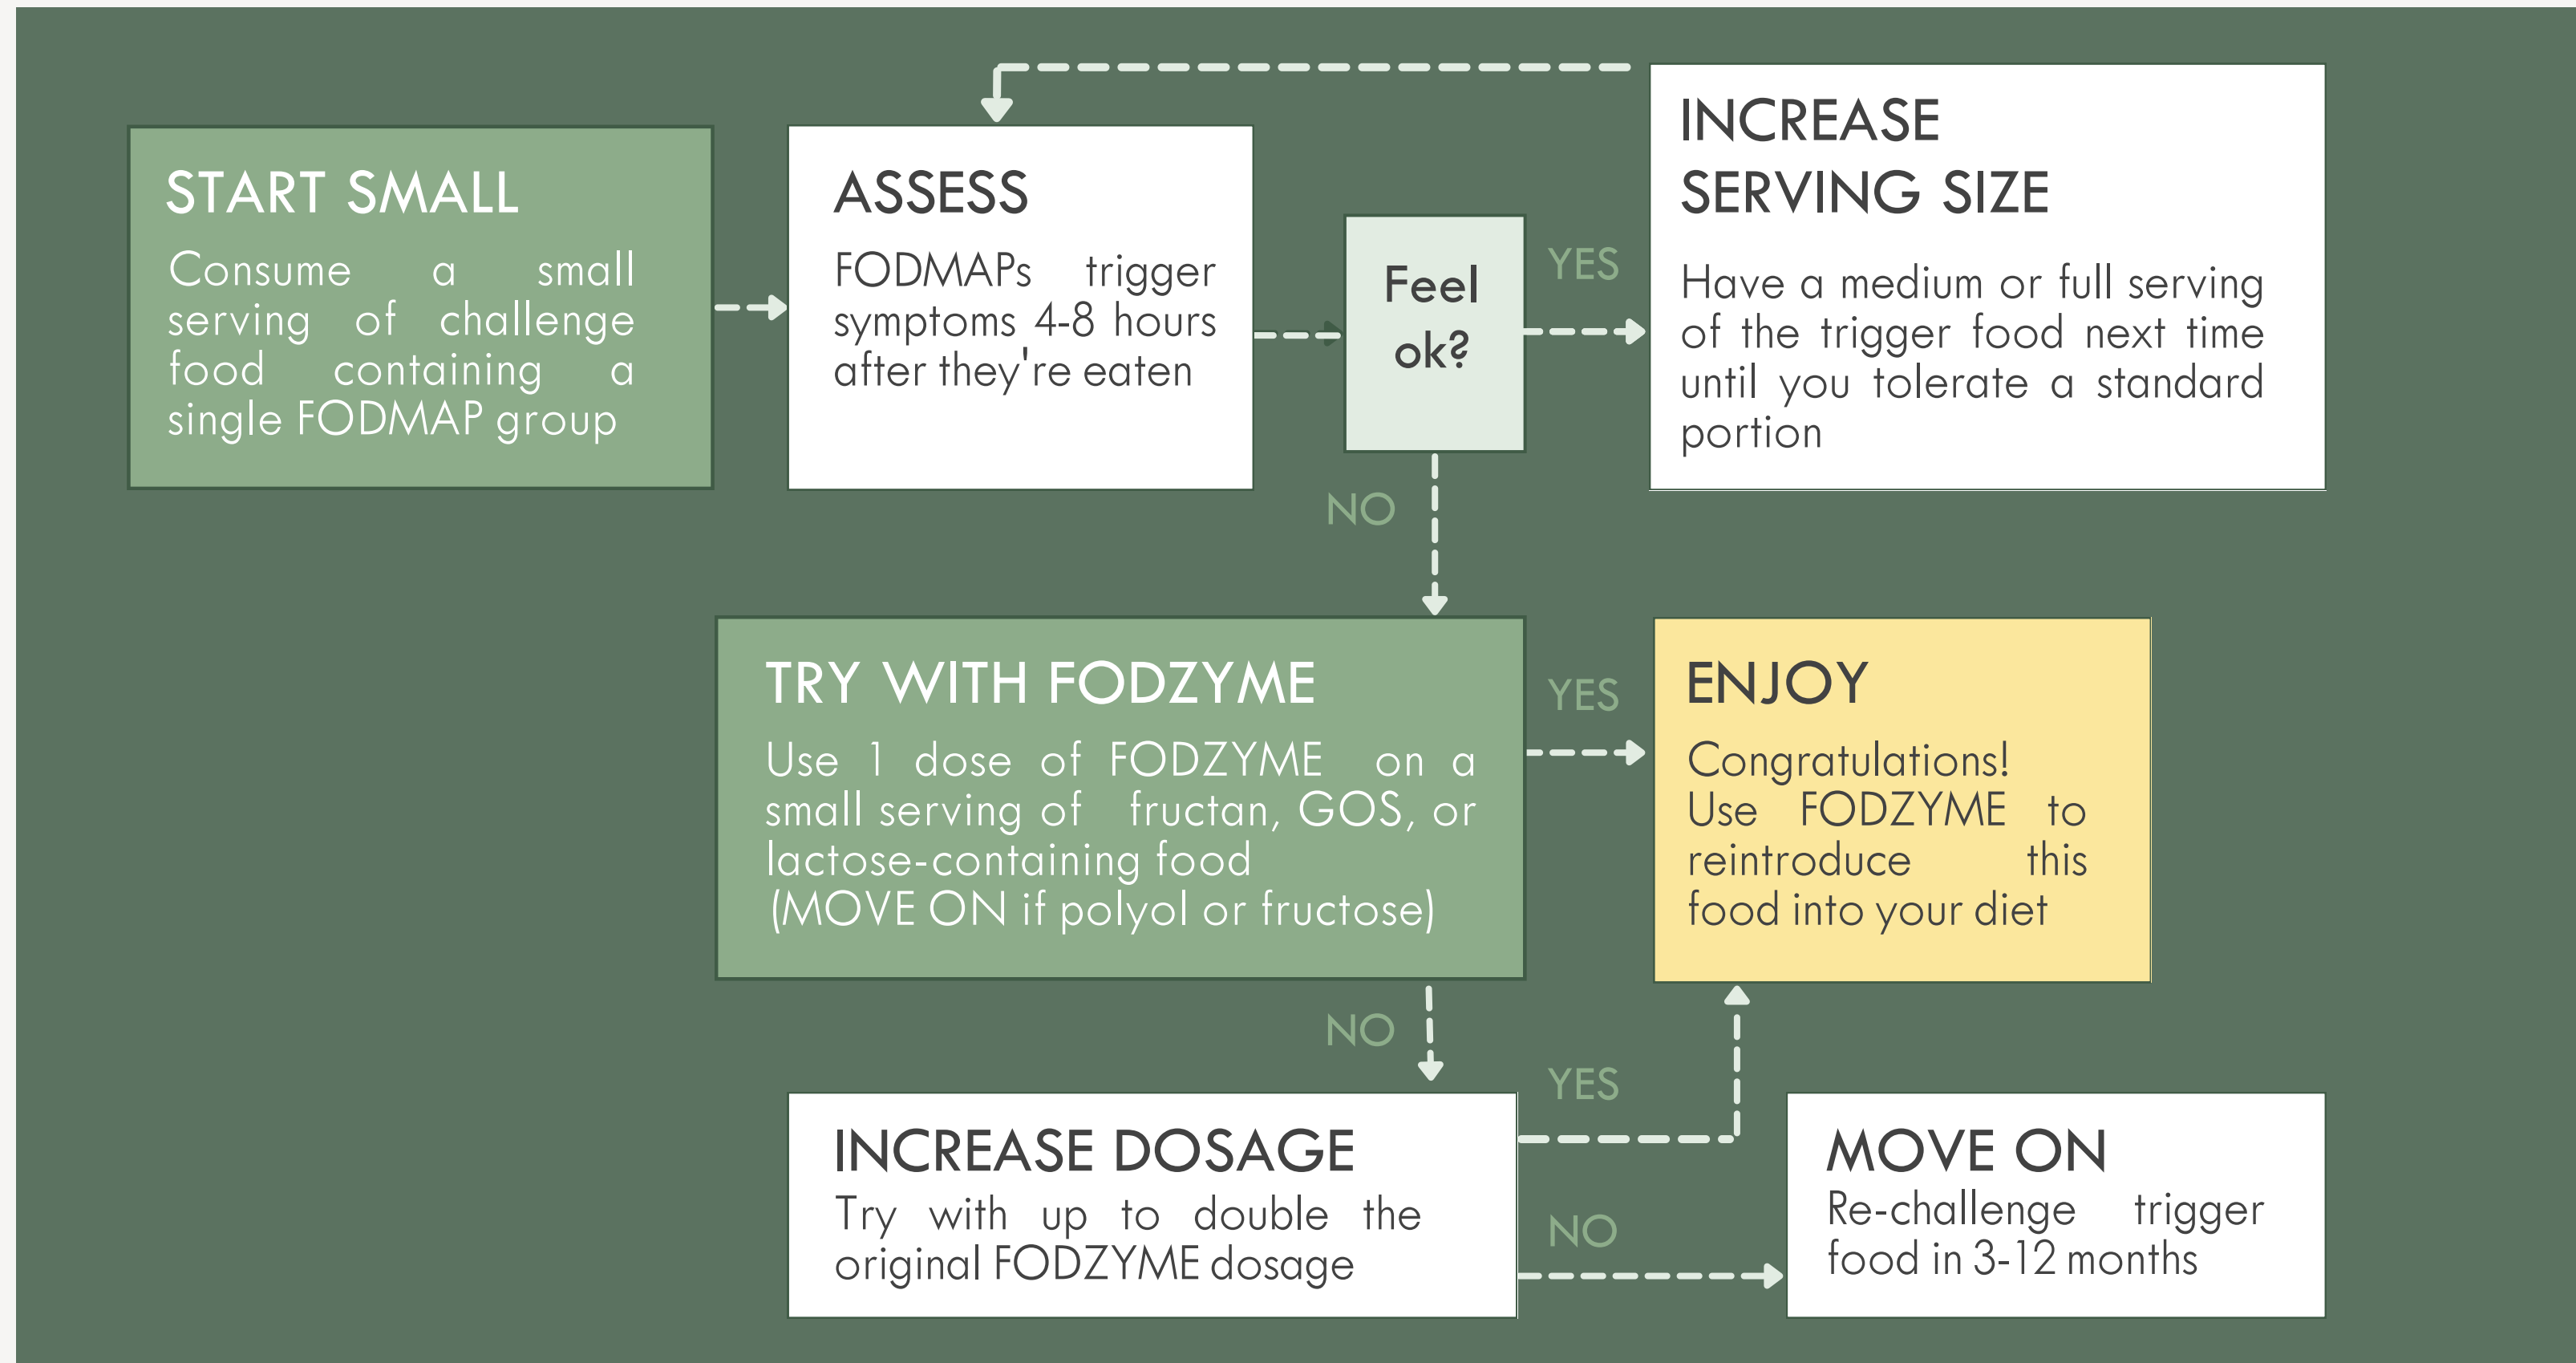 START SMALL
Consume a small
serving of challenge
food containing a
single FODMAP group
ASSESS
FODMAPs trigger
symptoms 4-8 hours
after they're eaten
Feel
ok?
YES
INCREASE
SERVING SIZE
Have a medium or full serving
of the trigger food next time
until you tolerate a standard
portion
NO
TRY WITH FODZYME
Use 1 dose of FODZYME on a
small serving of fructan, GOS, or
lactose-containing food
(MOVE ON if polyol or fructose)
YES
ENJOY
Congratulations!
Use FODZYME to
reintroduce this
food into your diet
NO
INCREASE DOSAGE
Try with up to double the
original FODZYME dosage
YES
NO
MOVE ON
Re-challenge trigger
food in 3-12 months